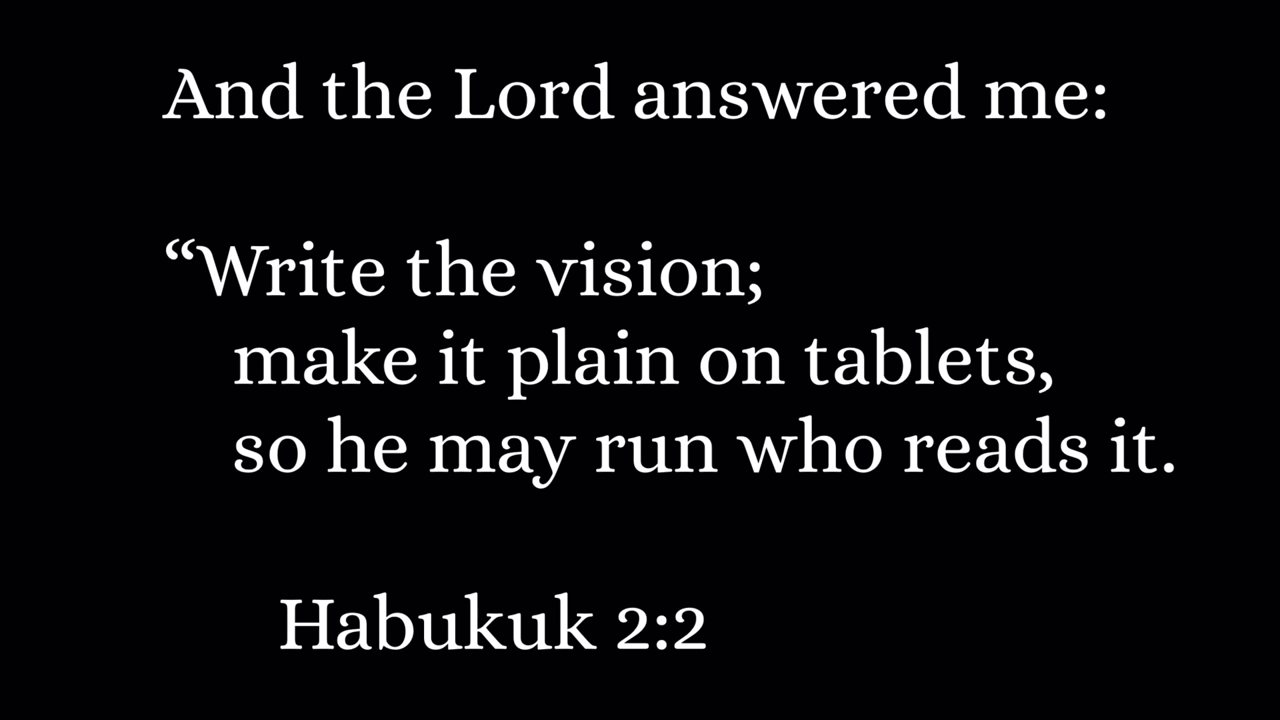 And the Lord answered me:
“Write the vision;
make it plain on tablets,
so he may run who reads it.
Habukuk 2:2